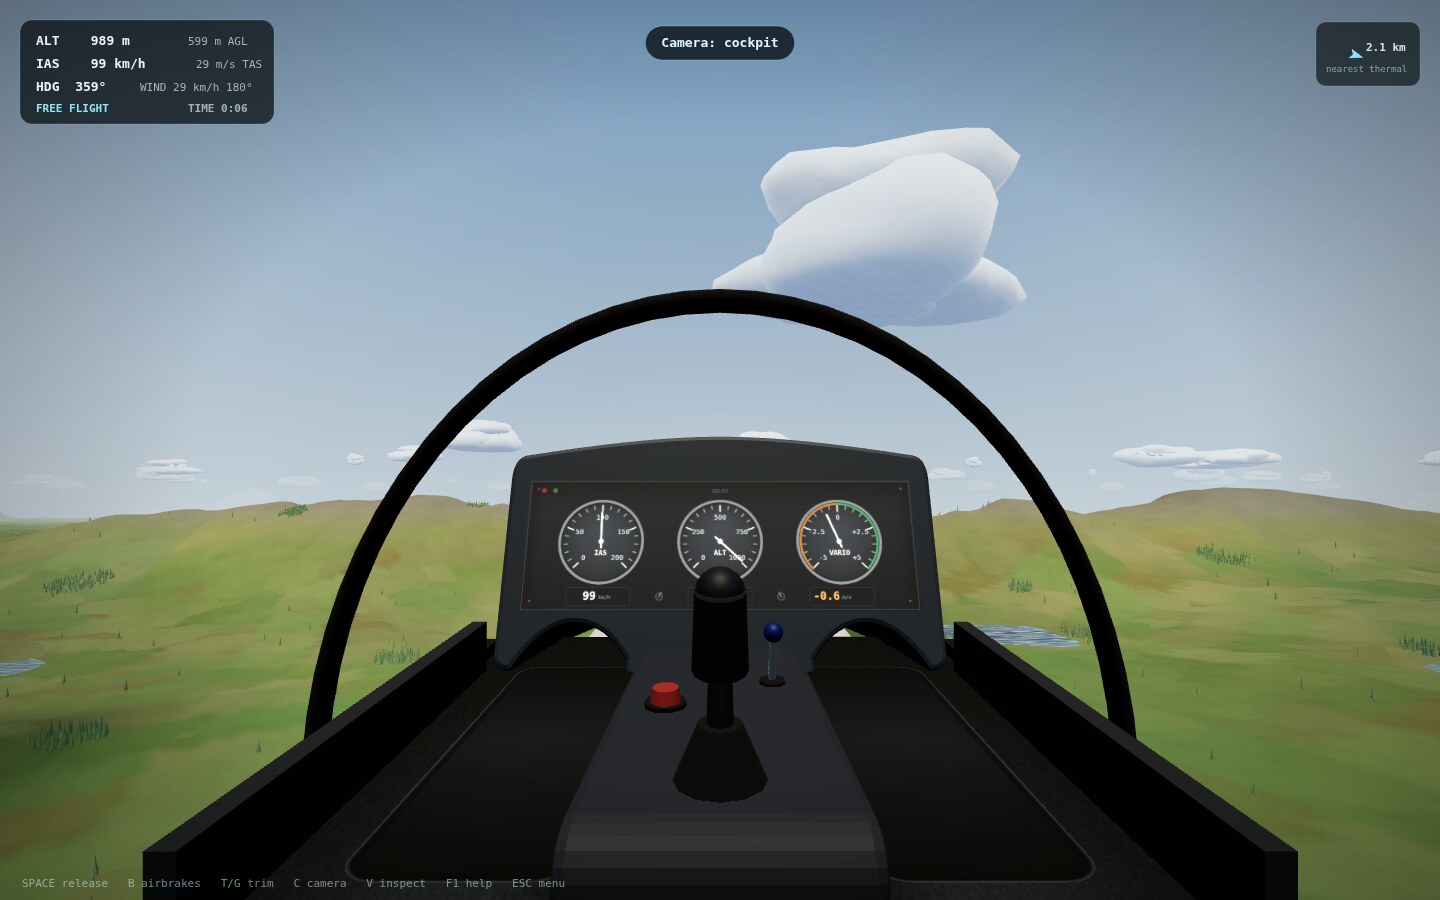 ALT 989 m 599 m AGL
IAS 99 km/h 29 m/s TAS
HDG 359° WIND 29 km/h 180°
FREE FLIGHT TIME 0:06
Camera: cockpit
2.1 km
nearest thermal
50 100 150
IAS
0 200
99 km/h
500
250 750
ALT
0 1000
0
-2.5 +2.5
VARIO
-5 +5
-0.6 m/s
SPACE release B airbrakes T/G trim C camera V inspect F1 help ESC menu